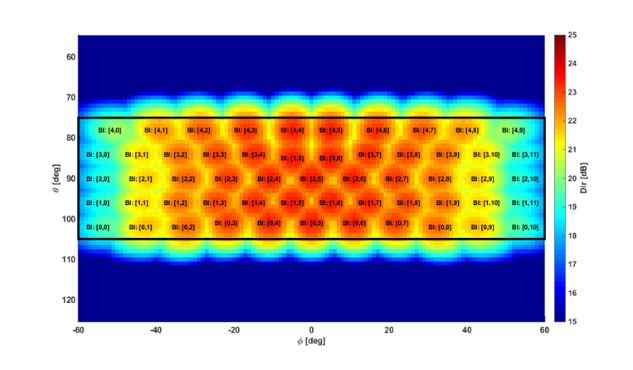 60
70
80
90
100
110
120
θ [deg]
BI: [4,0] BI: [4,1] BI: [4,2] BI: [4,3] BI: [4,4] BI: [4,5] BI: [4,6] BI: [4,7] BI: [4,8] BI: [4,9]
BI: [3,0] BI: [3,1] BI: [3,2] BI: [3,3] BI: [3,4] BI: [3,5] BI: [3,6] BI: [3,7] BI: [3,8] BI: [3,9] BI: [3,10] BI: [3,11]
BI: [2,0] BI: [2,1] BI: [2,2] BI: [2,3] BI: [2,4] BI: [2,5] BI: [2,6] BI: [2,7] BI: [2,8] BI: [2,9] BI: [2,10]
BI: [1,0] BI: [1,1] BI: [1,2] BI: [1,3] BI: [1,4] BI: [1,5] BI: [1,6] BI: [1,7] BI: [1,8] BI: [1,9] BI: [1,10] BI: [1,11]
BI: [0,0] BI: [0,1] BI: [0,2] BI: [0,3] BI: [0,4] BI: [0,5] BI: [0,6] BI: [0,7] BI: [0,8] BI: [0,9] BI: [0,10]
-60 -40 -20 0 20 40 60
ϕ [deg]
25
24
23
22
21
20
19
18
17
16
15
Dir [dB]